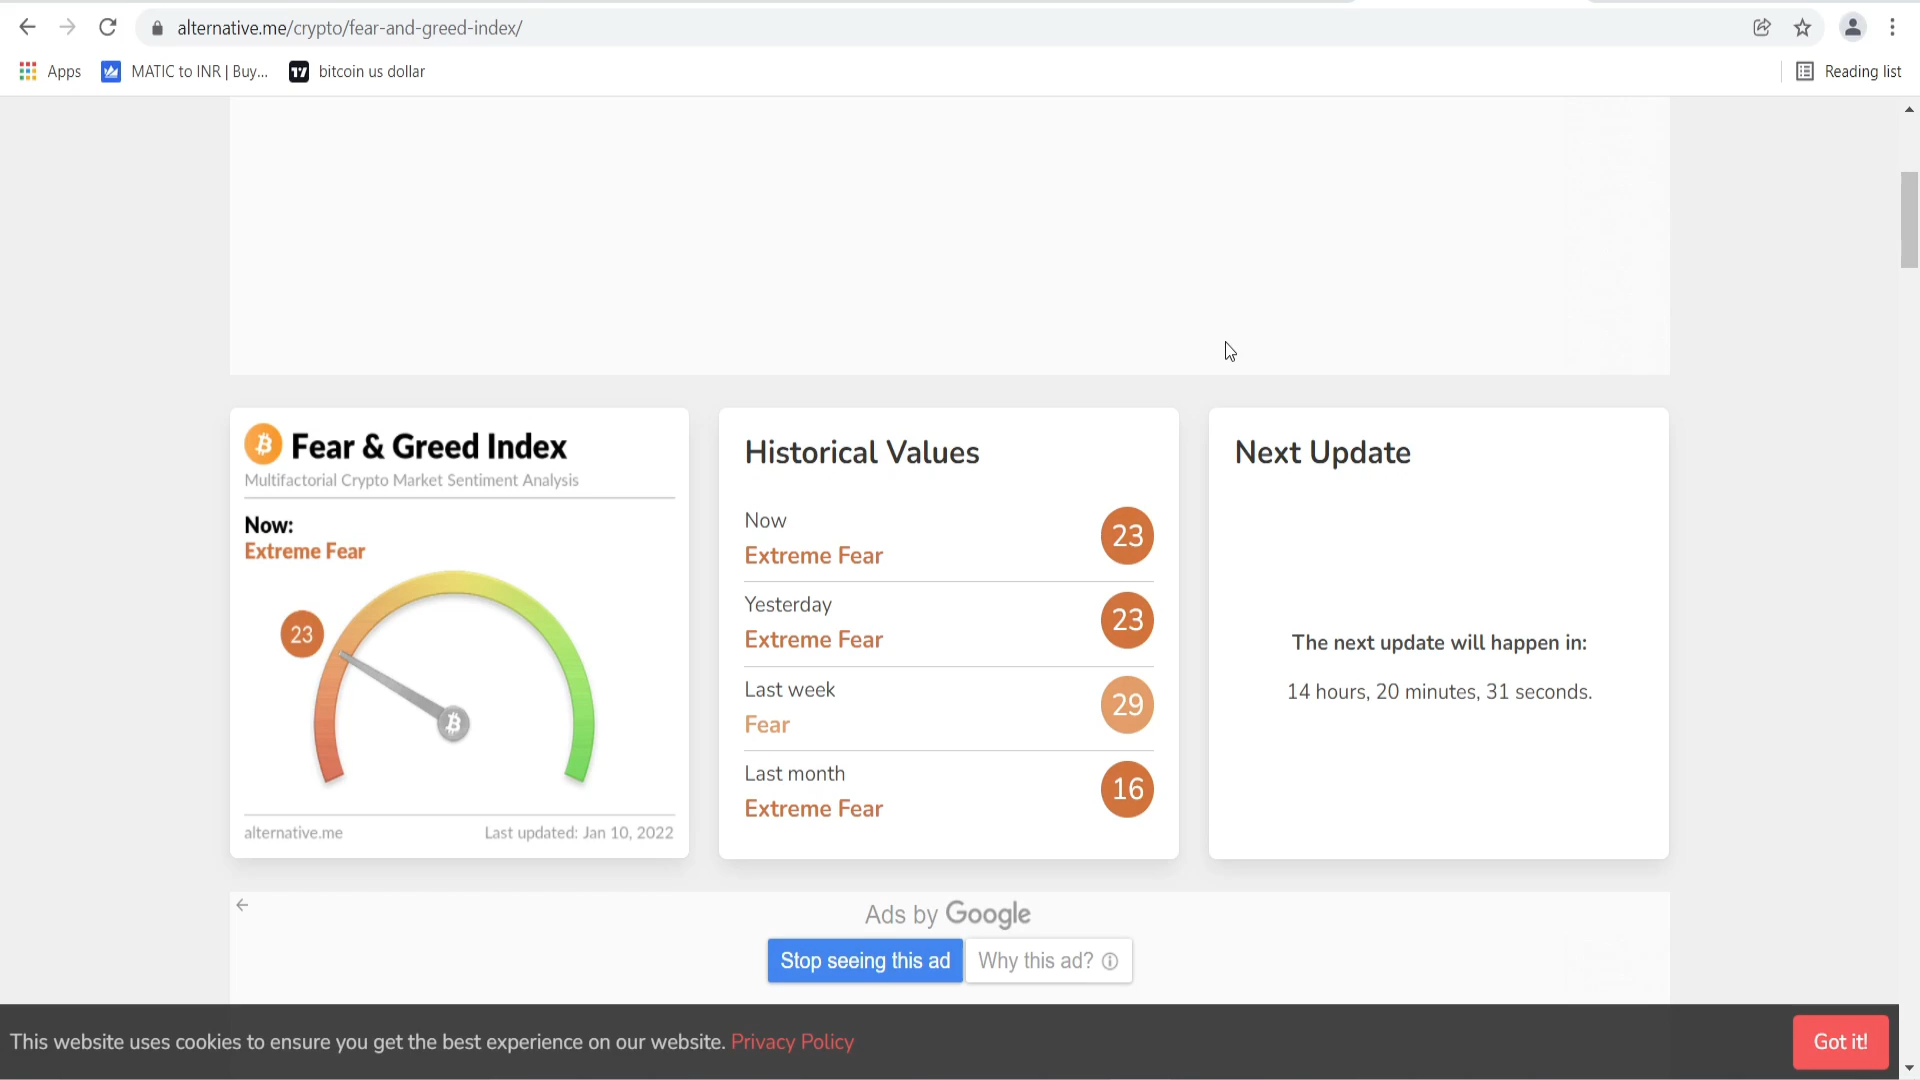 alternative.me/crypto/fear-and-greed-index/
Apps
MATIC to INR | Buy...
bitcoin us dollar
Reading list
Fear & Greed Index
Multifactorial Crypto Market Sentiment Analysis
Now:
Extreme Fear
23
alternative.me
Last updated: Jan 10, 2022
Historical Values
Now
Extreme Fear
23
Yesterday
Extreme Fear
23
Last week
Fear
29
Last month
Extreme Fear
16
Next Update
The next update will happen in:
14 hours, 20 minutes, 31 seconds.
Ads by Google
Stop seeing this ad
Why this ad?
This website uses cookies to ensure you get the best experience on our website. Privacy Policy
Got it!